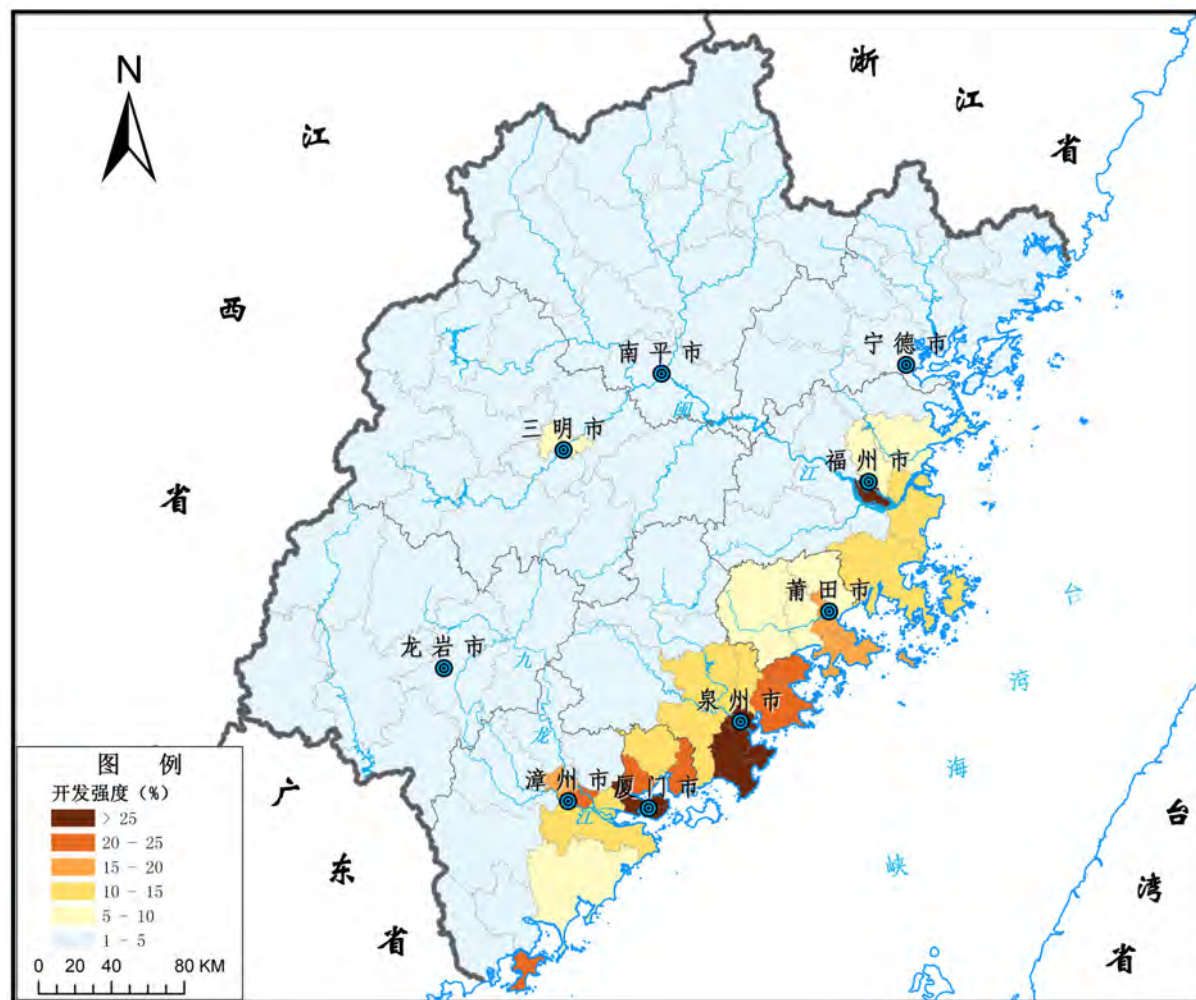 N
浙
江
省
江
西
省
南平市
宁德市
三明市
闽
江
福州市
莆田市
龙岩市
九
龙
江
泉州市
漳州市
厦门市
台
湾
海
峡
广
东
省
台
湾
省
图 例
开发强度(%)
> 25
20 - 25
15 - 20
10 - 15
5 - 10
1 - 5
0 20 40 80 KM